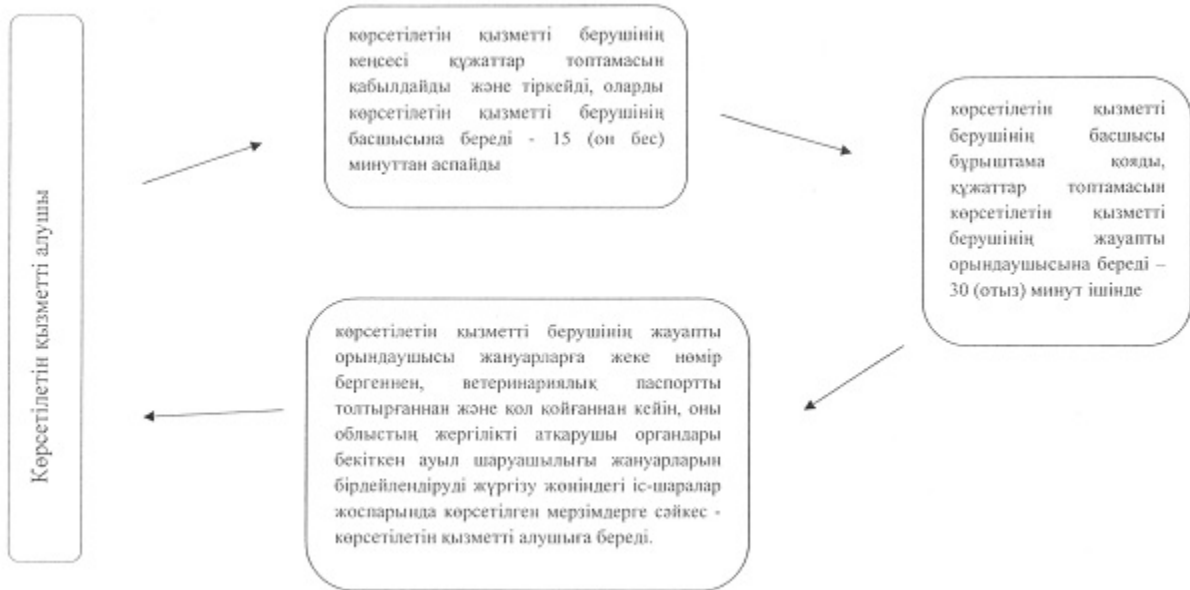 Көрсетілетін қызметті алушы
көрсетілетін қызметті берушінің
кеңсесі құжаттар топтамасын
қабылдайды және тіркейді, оларды
көрсетілетін қызметті берушінің
басшысына береді - 15 (он бес)
минуттан аспайды
көрсетілетін қызметті
берушінің басшысы
бұрыштама қояды,
құжаттар топтамасын
көрсетілетін қызметті
берушінің жауапты
орындаушысына береді –
30 (отыз) минут ішінде
көрсетілетін қызметті берушінің жауапты
орындаушысы жануарларға жеке нөмір
бергеннен, ветеринариялық паспортты
толтырғаннан және қол қойғаннан кейін, оны
облыстың жергілікті атқарушы органдары
бекіткен ауыл шаруашылығы жануарларын
бірдейлендіруді жүргізу жөніндегі іс-шаралар
жоспарында көрсетілген мерзімдерге сәйкес -
көрсетілетін қызметті алушыға береді.